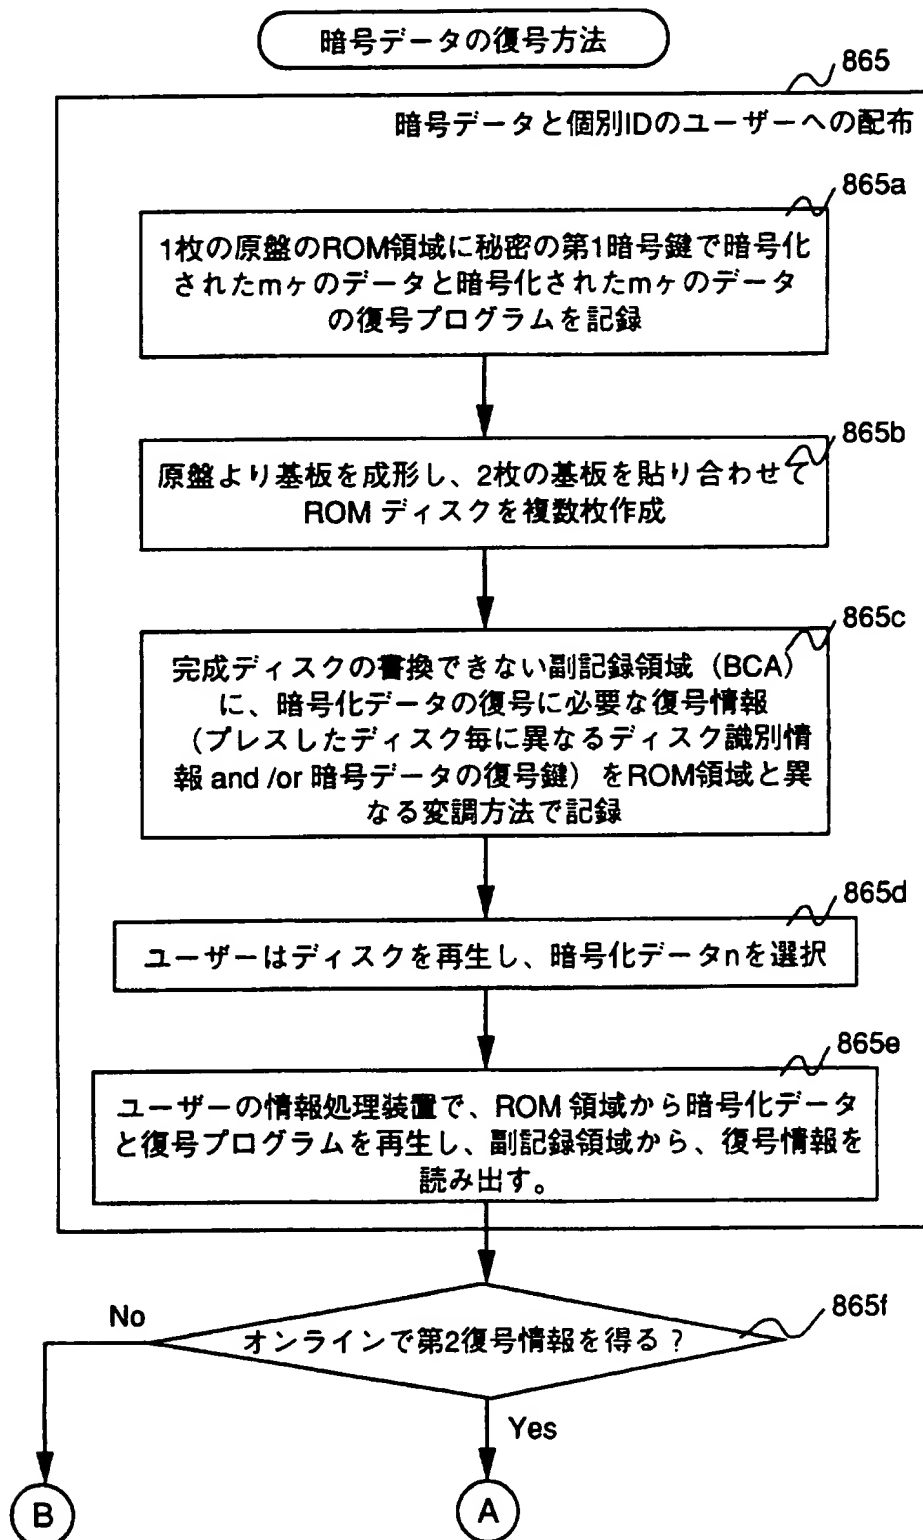 暗号データの復号方法
865
暗号データと個別IDのユーザーへの配布
865a
1枚の原盤のROM領域に秘密の第1暗号鍵で暗号化
されたmヶのデータと暗号化されたmヶのデータ
の復号プログラムを記録
865b
原盤より基板を成形し、2枚の基板を貼り合わせて
ROM ディスクを複数枚作成
865c
完成ディスクの書換できない副記録領域（BCA）
に、暗号化データの復号に必要な復号情報
（プレスしたディスク毎に異なるディスク識別情
報 and /or 暗号データの復号鍵）をROM領域と異
なる変調方法で記録
865d
ユーザーはディスクを再生し、暗号化データnを選択
865e
ユーザーの情報処理装置で、ROM 領域から暗号化データ
と復号プログラムを再生し、副記録領域から、復号情報を
読み出す。
865f
No
オンラインで第2復号情報を得る？
Yes
B
A